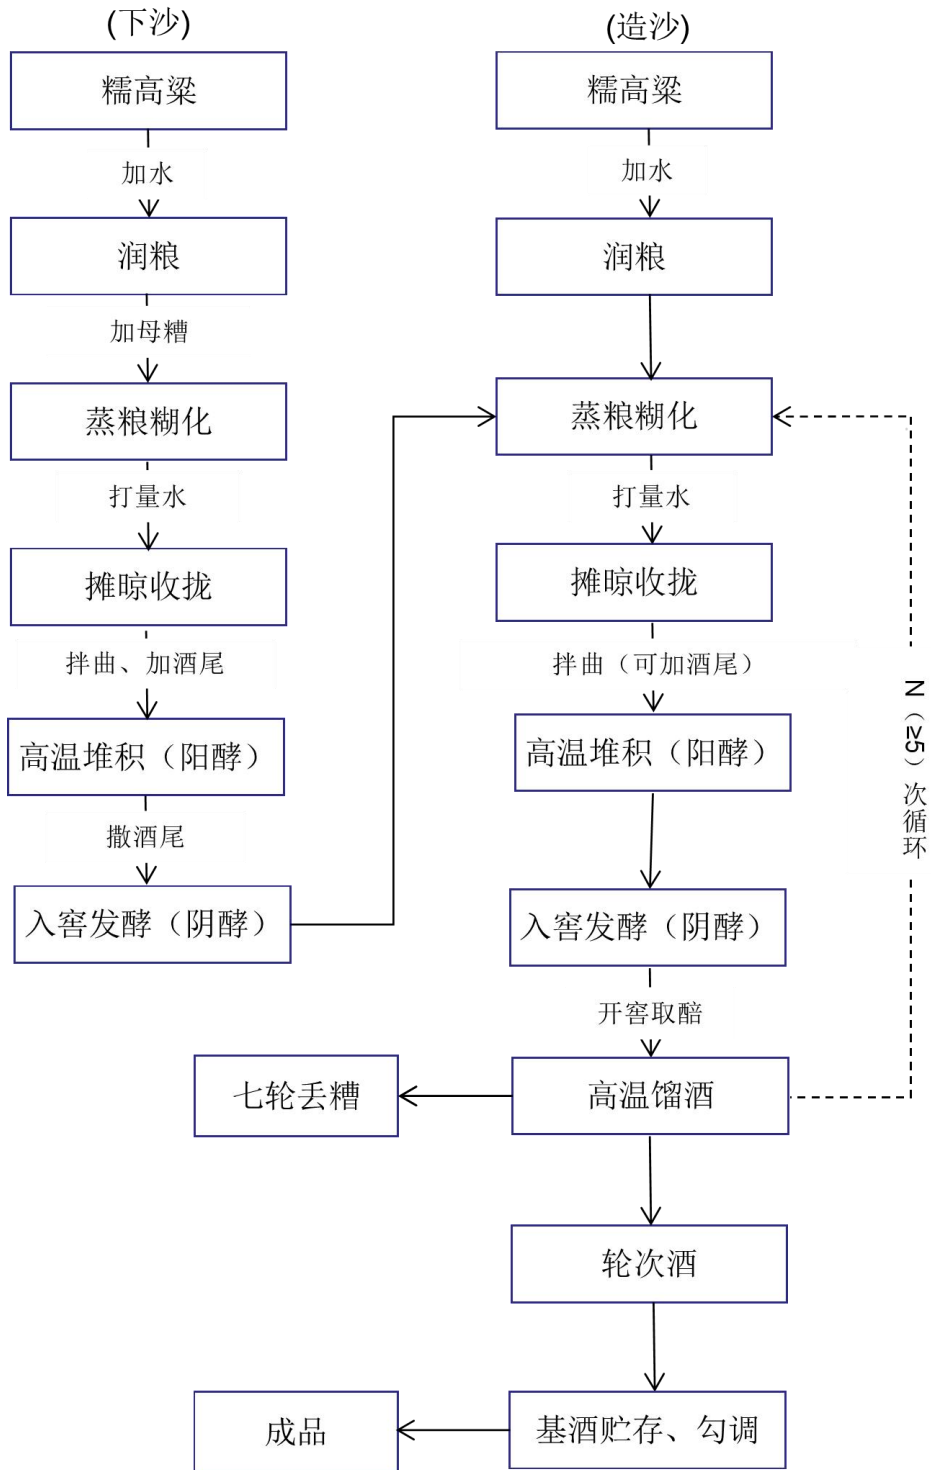 (下沙)
糯高粱
加水
润粮
加母糟
蒸粮糊化
打量水
摊晾收拢
拌曲、加酒尾
高温堆积（阳酵）
撒酒尾
入窖发酵（阴酵）
(造沙)
糯高粱
加水
润粮
蒸粮糊化
打量水
摊晾收拢
拌曲（可加酒尾）
高温堆积（阳酵）
入窖发酵（阴酵）
开窖取醅
高温馏酒
N（≥5）次循环
七轮丢糟
轮次酒
基酒贮存、勾调
成品